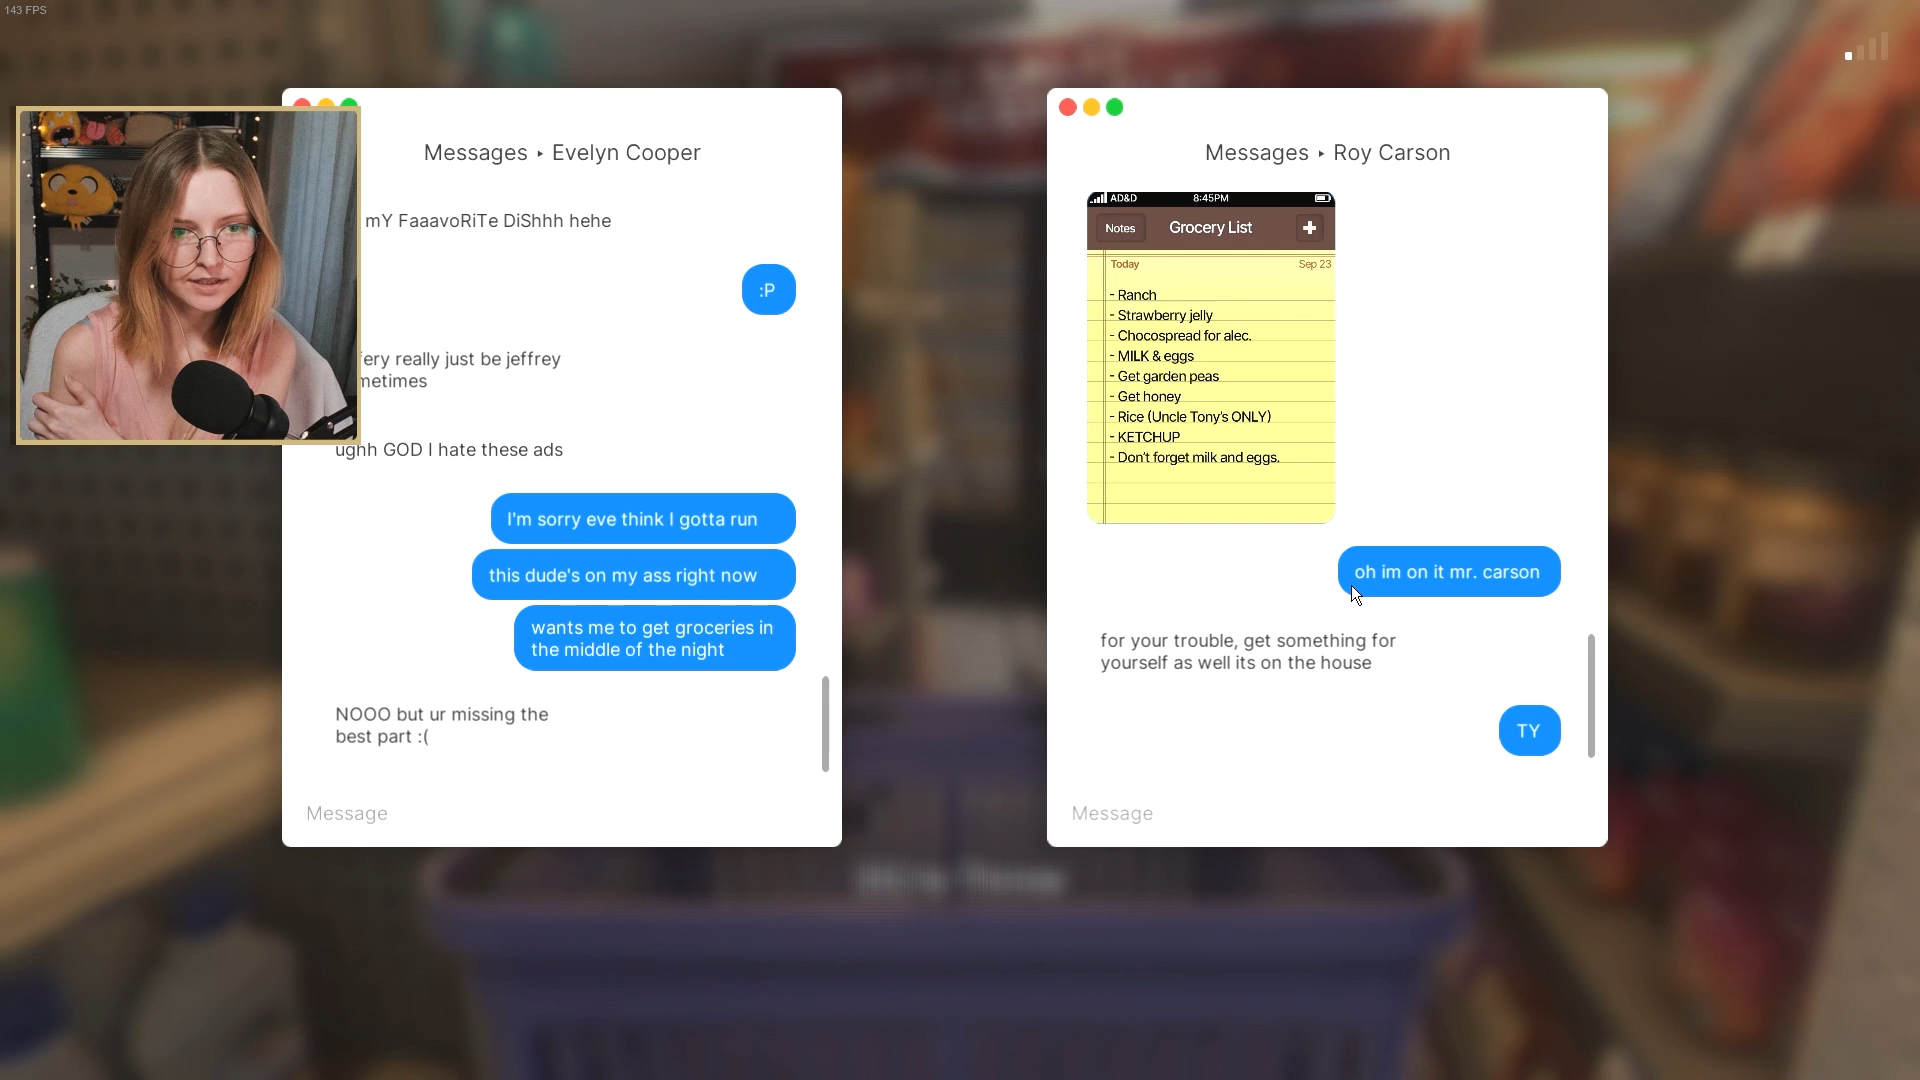 143 FPS
Messages ‣ Evelyn Cooper
mY FaaavoRiTe DiShhh hehe
:P
really just be jeffrey
ughh GOD I hate these ads
I'm sorry eve think I gotta run
this dude's on my ass right now
wants me to get groceries in
the middle of the night
NOOO but ur missing the
best part :(
Message
Messages ‣ Roy Carson
AD&D 8:45PM
Notes Grocery List
Today Sep 23
- Ranch
- Strawberry jelly
- Chocospread for alec.
- MILK & eggs
- Get garden peas
- Get honey
- Rice (Uncle Tony's ONLY)
- KETCHUP
- Don't forget milk and eggs.
oh im on it mr. carson
for your trouble, get something for
yourself as well its on the house
TY
Message